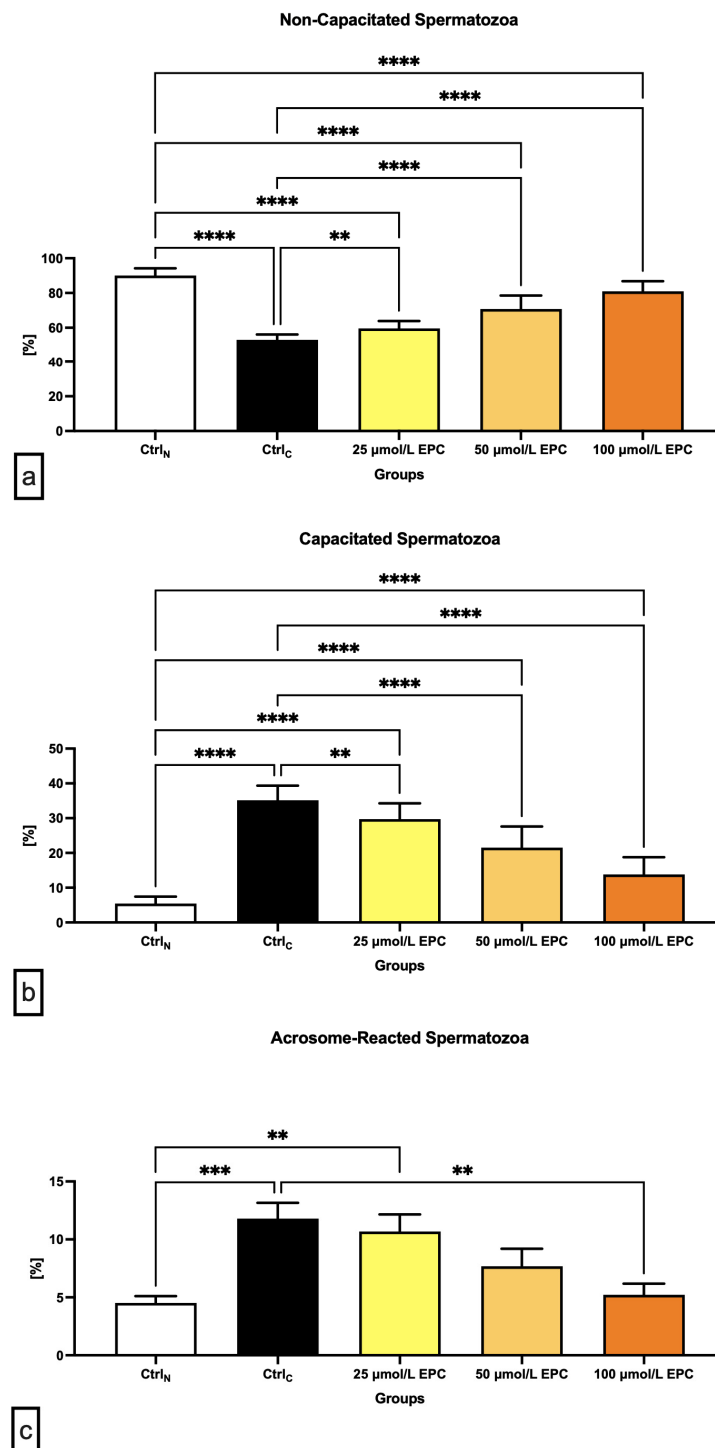 Non-Capacitated Spermatozoa
****
****
****
****
****
**** **
100
80
60
40
20
0
[%]
CtrlN CtrlC 25 µmol/L EPC 50 µmol/L EPC 100 µmol/L EPC
Groups
a
Capacitated Spermatozoa
****
****
****
****
****
**** **
50
40
30
20
10
0
[%]
CtrlN CtrlC 25 µmol/L EPC 50 µmol/L EPC 100 µmol/L EPC
Groups
b
Acrosome-Reacted Spermatozoa
**
*** **
15
10
5
0
[%]
CtrlN CtrlC 25 µmol/L EPC 50 µmol/L EPC 100 µmol/L EPC
Groups
c